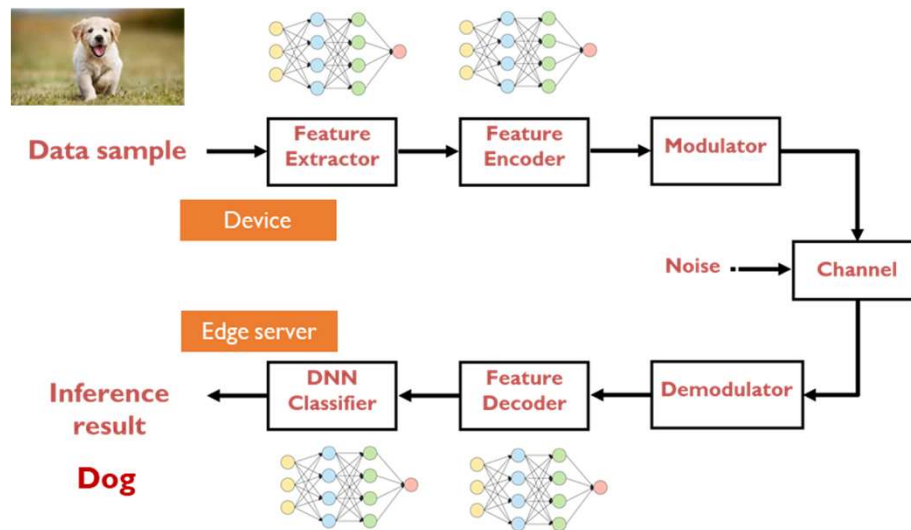 Data sample
Feature
Extractor
Feature
Encoder
Modulator
Device
Noise
Channel
Edge server
Inference
result
DNN
Classifier
Feature
Decoder
Demodulator
Dog